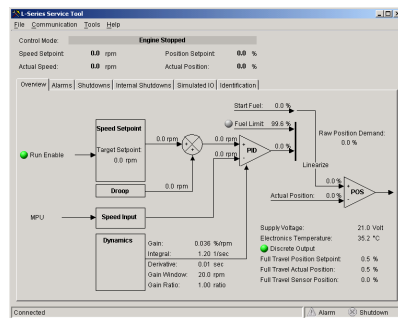 L-Series Service Tool
File Communication Tools Help
Control Mode: Engine Stopped
Speed Setpoint: 0.0 rpm Position Setpoint: 0.0 %
Actual Speed: 0.0 rpm Actual Position: 0.0 %
Overview Alarms Shutdowns Internal Shutdowns Simulated IO Identification
Start Fuel: 0.0 %
Fuel Limit 99.6 %
Speed Setpoint
Target Setpoint:
0.0 rpm
Run Enable
0.0 rpm
0.0 rpm
0.0 rpm
PID
0.0 %
Linearize
Raw Position Demand:
0.0 %
Droop
0.0 rpm
0.0 %
Actual Position: 0.0 %
POS
MPU
Speed Input
Dynamics
Gain: 0.038 %/rpm
Integral: 1.20 1/sec
Derivative: 0.01 sec
Gain Window: 20.0 rpm
Gain Ratio: 1.00 ratio
Supply Voltage: 21.0 Volt
Electronics Temperature: 35.2 °C
Discrete Output
Full Travel Position Setpoint: 0.5 %
Full Travel Actual Position: 0.5 %
Full Travel Sensor Position: 0.0 %
Connected
Alarm
Shutdown